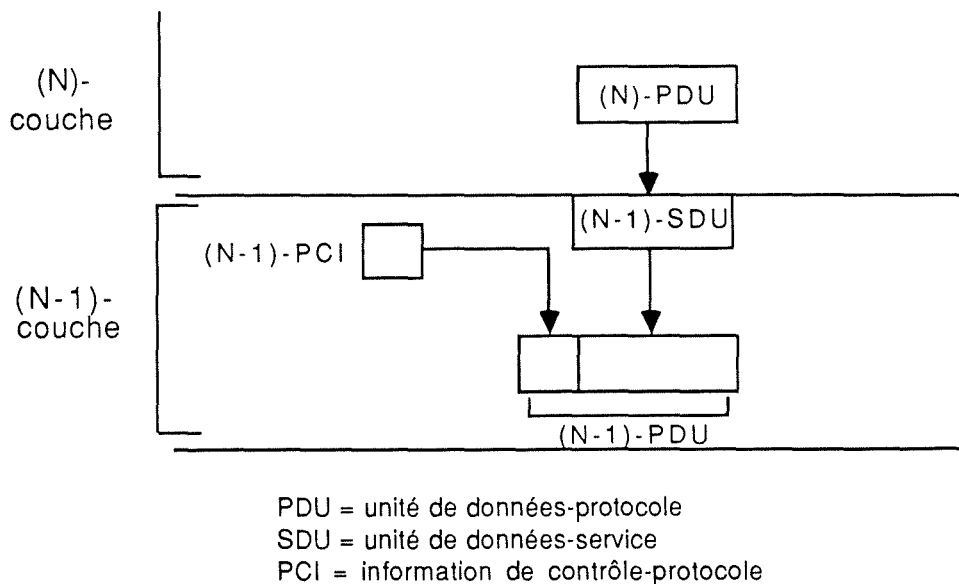 (N)-
couche
(N)-PDU
(N-1)-SDU
(N-1)-PCI
(N-1)-
couche
(N-1)-PDU
PDU = unité de données-protocole
SDU = unité de données-service
PCI = information de contrôle-protocole